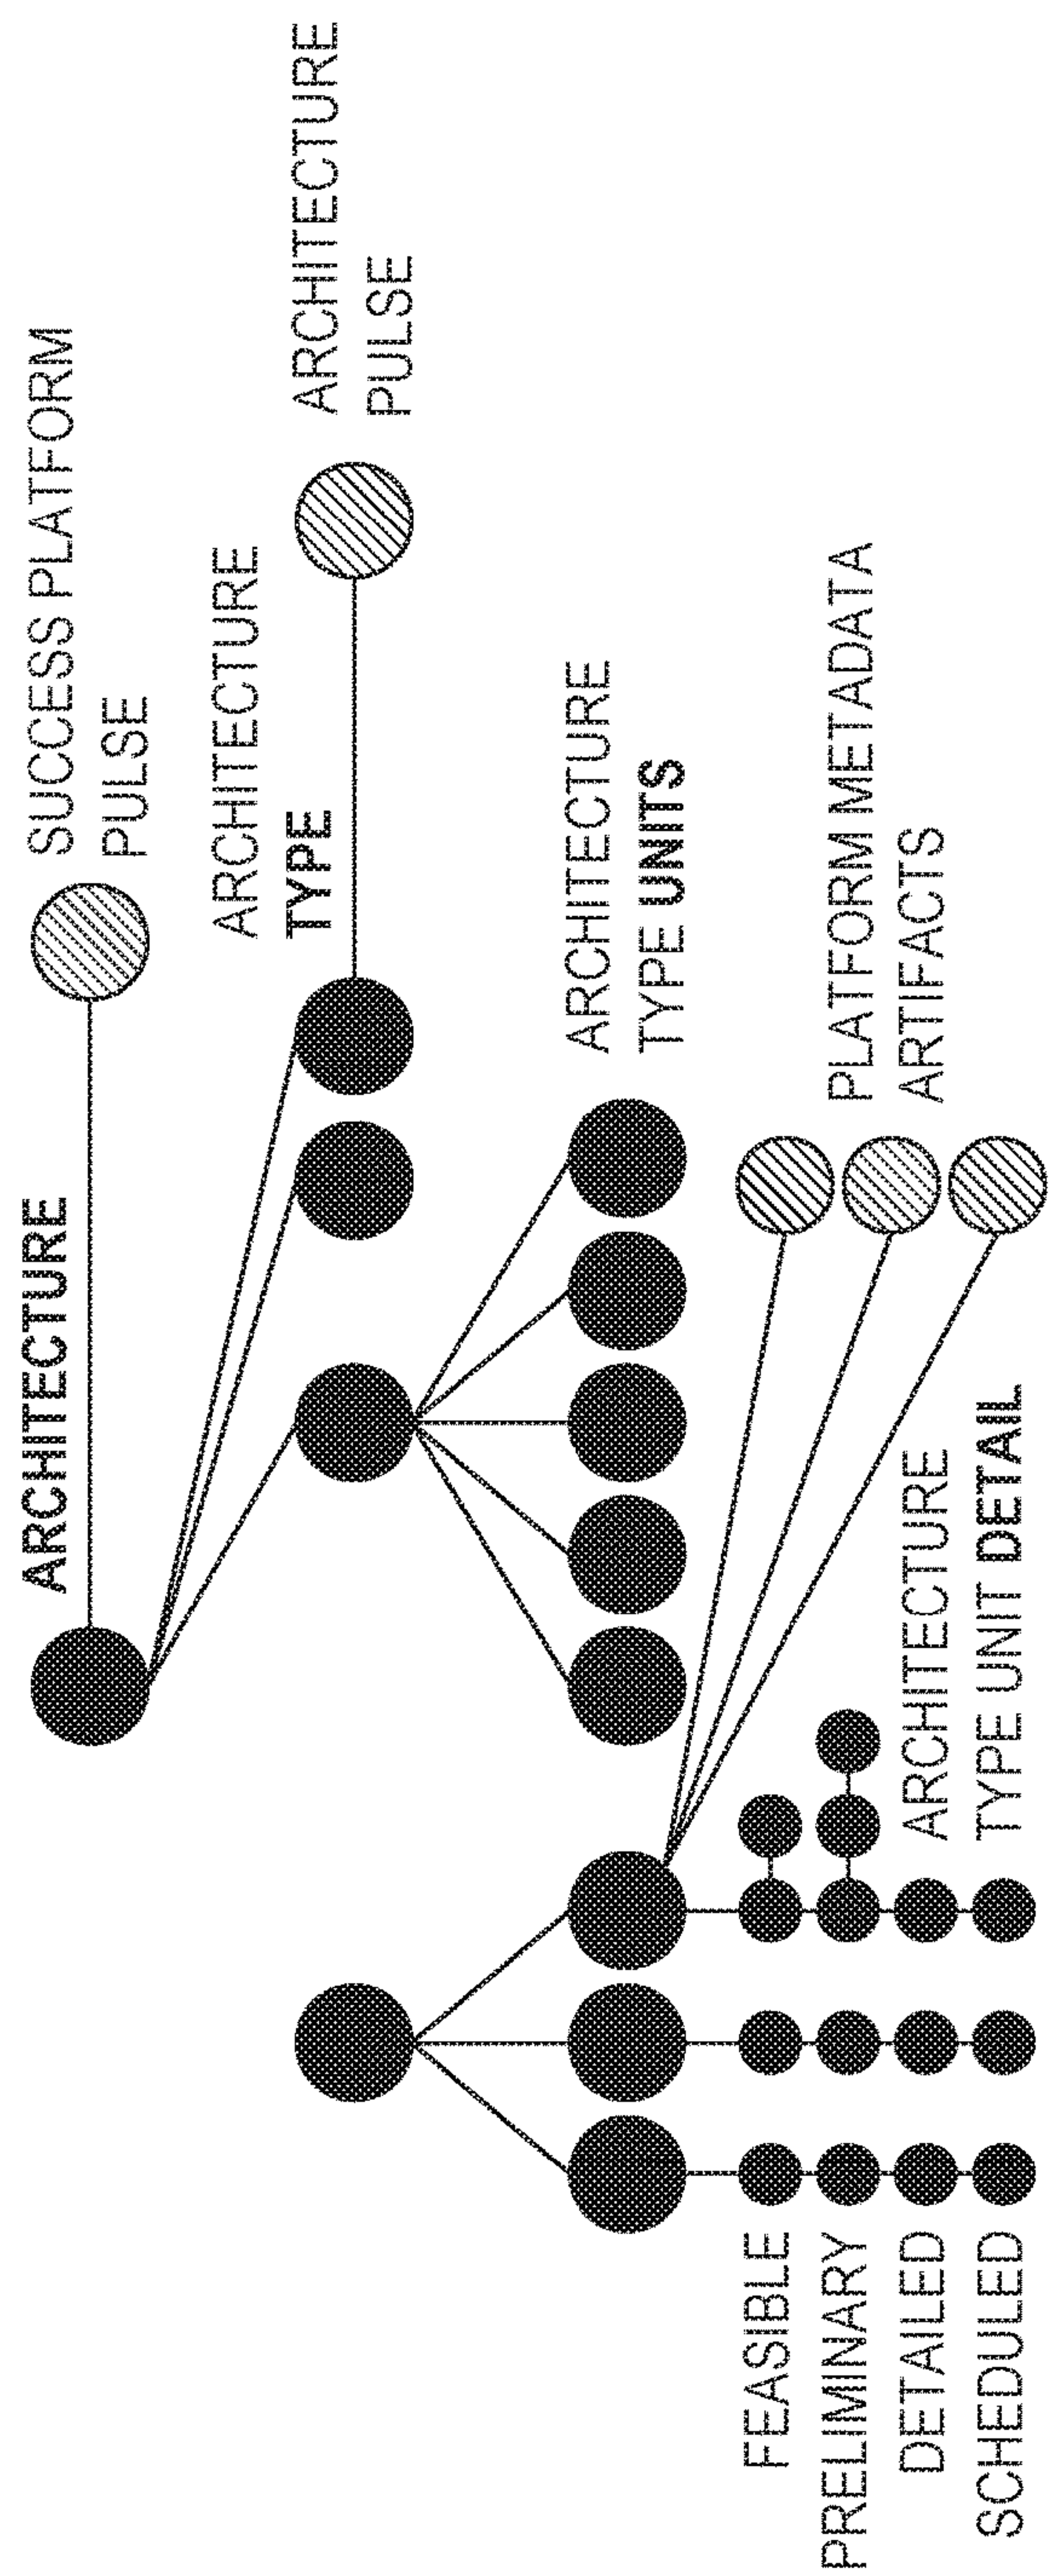 ARCHITECTURE
SUCCESS PLATFORM
PULSE
ARCHITECTURE
TYPE
ARCHITECTURE
PULSE
ARCHITECTURE
TYPE UNITS
FEASIBLE
PRELIMINARY
DETAILED
SCHEDULED
PLATFORM METADATA
ARTIFACTS
ARCHITECTURE
TYPE UNIT DETAIL